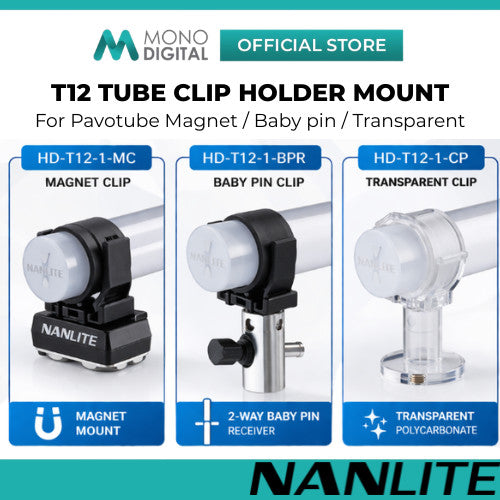 MONO
DIGITAL
OFFICIAL STORE
T12 TUBE CLIP HOLDER MOUNT
For Pavotube Magnet / Baby pin / Transparent
HD-T12-1-MC
MAGNET CLIP
NANLITE
NANLITE
MAGNET
MOUNT
HD-T12-1-BPR
BABY PIN CLIP
NANLITE
2-WAY BABY PIN
RECEIVER
HD-T12-1-CP
TRANSPARENT CLIP
NANLITE
TRANSPARENT
POLYCARBONATE
NANLITE